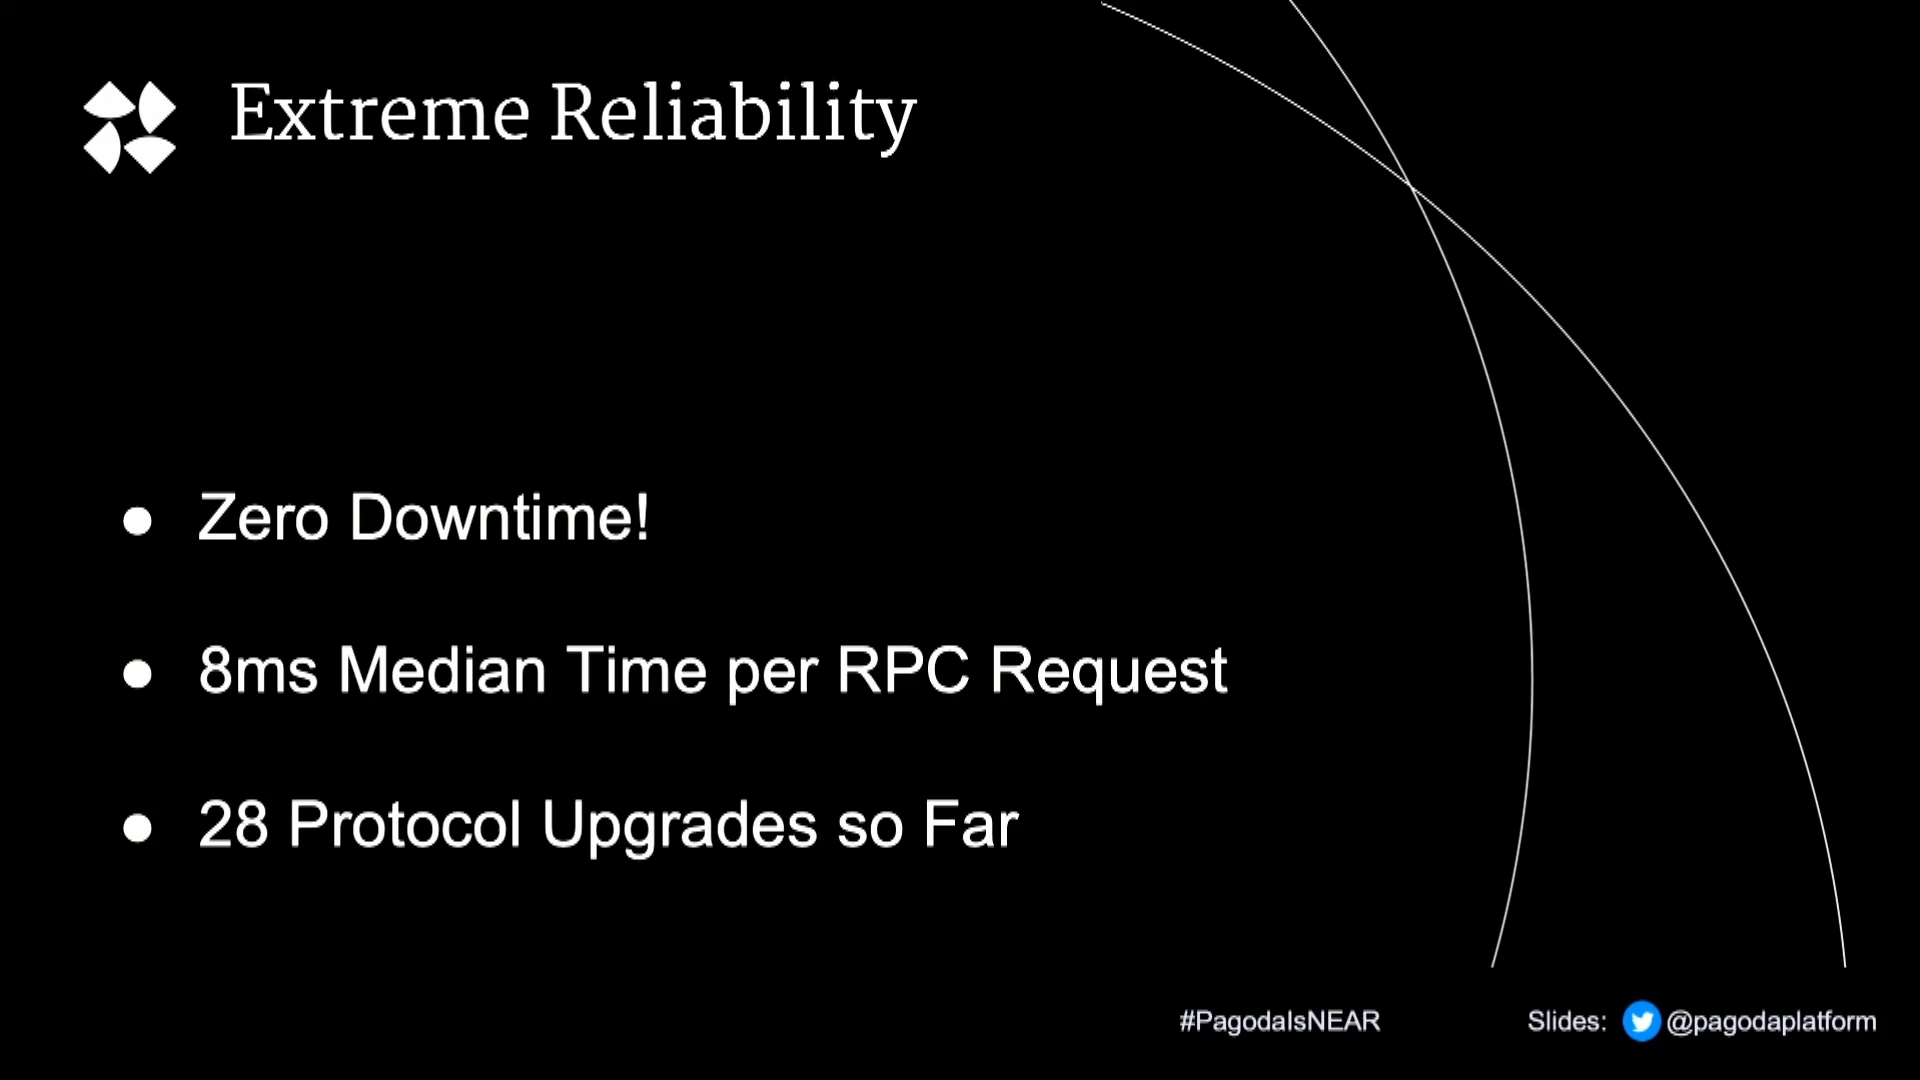 Extreme Reliability
● Zero Downtime!
● 8ms Median Time per RPC Request
● 28 Protocol Upgrades so Far
#PagodaIsNEAR
Slides: @pagodaplatform